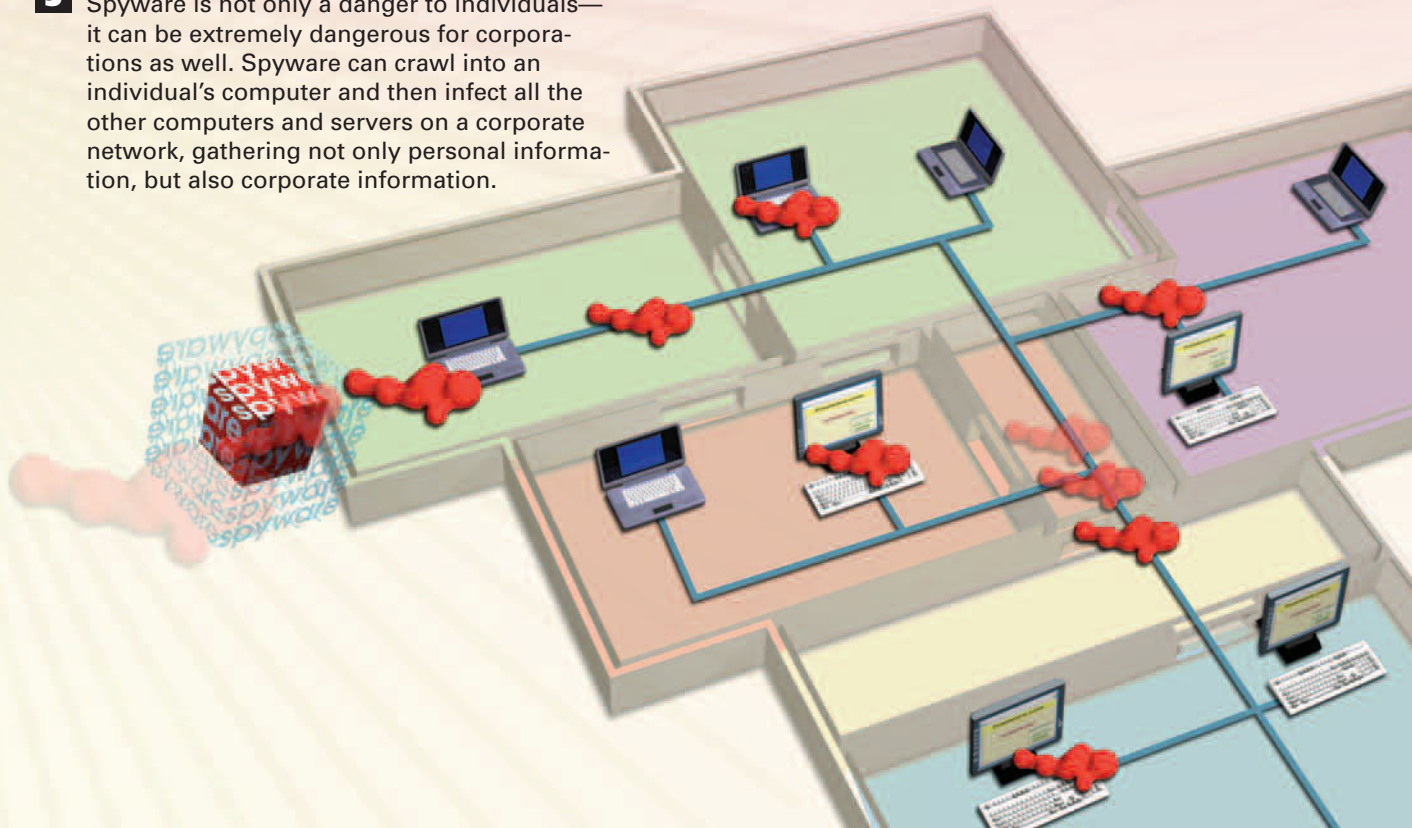 Spyware is not only a danger to individuals—
it can be extremely dangerous for corpora-
tions as well. Spyware can crawl into an
individual's computer and then infect all the
other computers and servers on a corporate
network, gathering not only personal informa-
tion, but also corporate information.
spyware